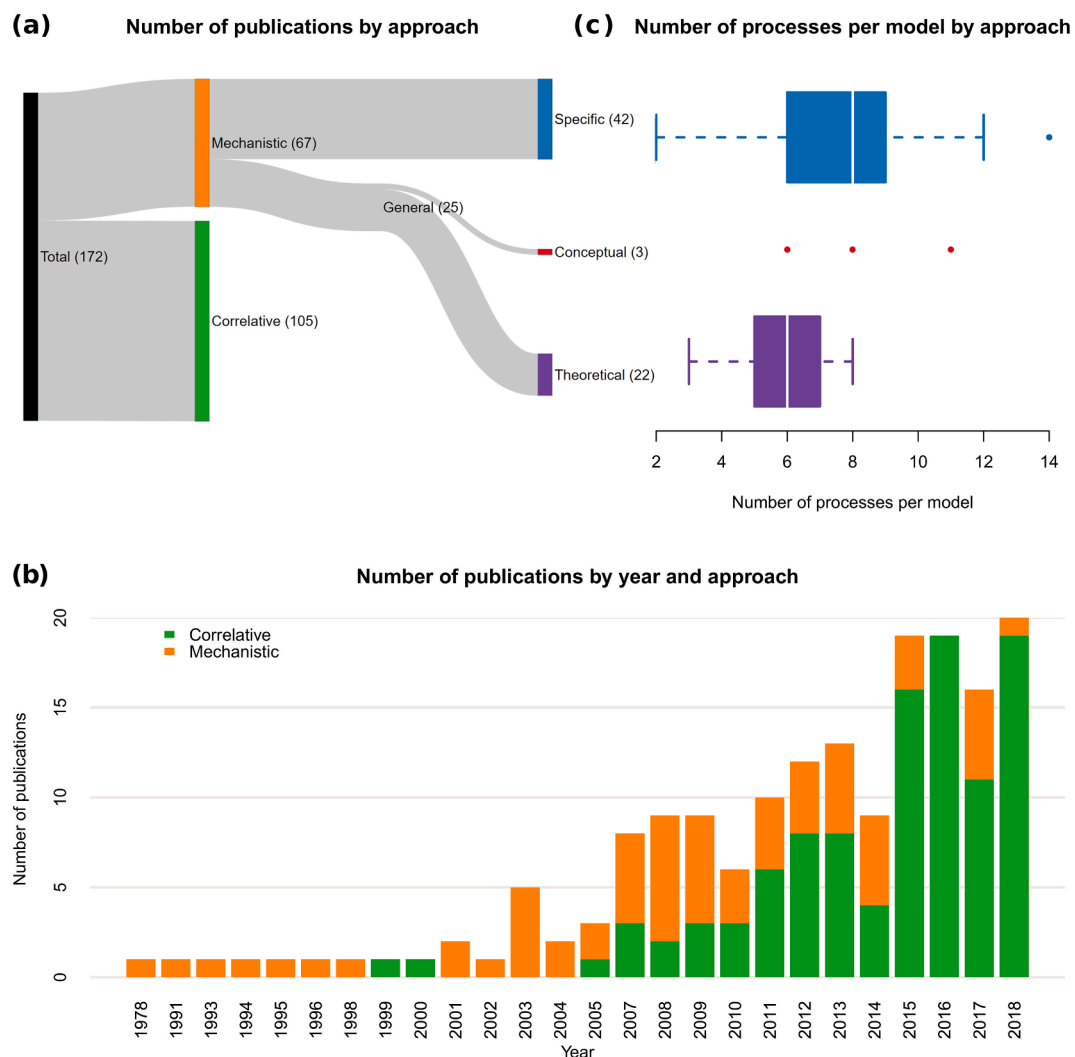 (a) Number of publications by approach
Total (172)
Mechanistic (67)
Correlative (105)
General (25)
Specific (42)
Conceptual (3)
Theoretical (22)
(c) Number of processes per model by approach
2 4 6 8 10 12 14
Number of processes per model
(b) Number of publications by year and approach
Correlative
Mechanistic
Number of publications
20
15
10
5
0
1978 1991 1993 1994 1995 1996 1998 1999 2000 2001 2002 2003 2004 2005 2007 2008 2009 2010 2011 2012 2013 2014 2015 2016 2017 2018
Year